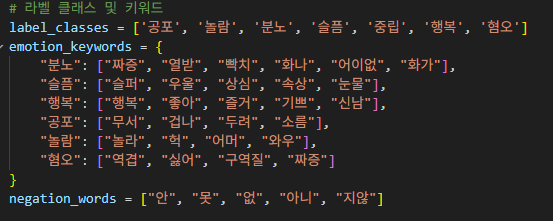 # 라벨 클래스 및 키워드
label_classes = ['공포', '놀람', '분노', '슬픔', '중립', '행복', '혐오']
emotion_keywords = {
    "분노": ["짜증", "열받", "빡치", "화나", "어이없", "화가"],
    "슬픔": ["슬퍼", "우울", "상심", "속상", "눈물"],
    "행복": ["행복", "좋아", "즐거", "기쁘", "신남"],
    "공포": ["무서", "겁나", "두려", "소름"],
    "놀람": ["놀라", "헉", "어머", "와우"],
    "혐오": ["역겹", "싫어", "구역질", "짜증"]
}
negation_words = ["안", "못", "없", "아니", "지않"]